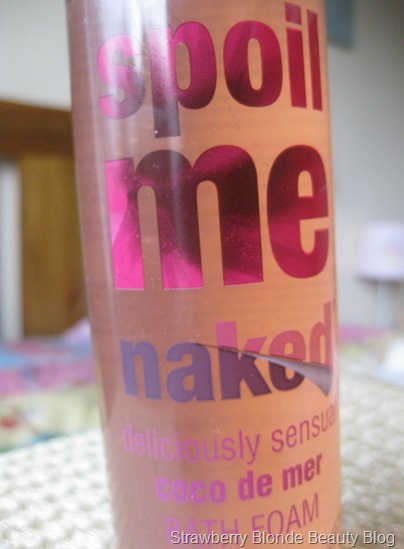 spoil
me
naked
deliciously sensual
coco de mer
BATH FOAM
Strawberry Blonde Beauty Blog